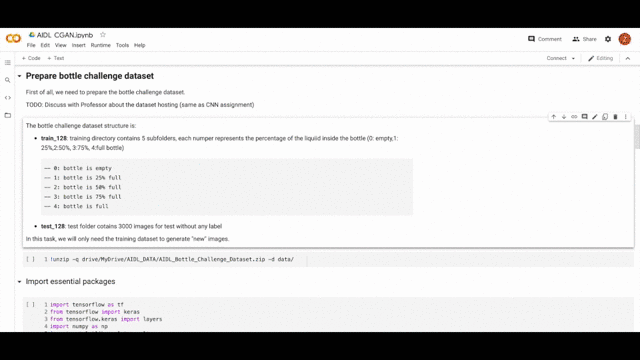 AIDL CGAN.ipynb
File Edit View Insert Runtime Tools Help
Comment Share
+ Code + Text
Connect Editing
Prepare bottle challenge dataset
First of all, we need to prepare the bottle challenge dataset.
TODO: Discuss with Professor about the dataset hosting (same as CNN assignment)
The bottle challenge dataset structure is:
• train_128: training directory contains 5 subfolders, each number represents the percentage of the liquid inside the bottle (0: empty,1:
25%,2:50%, 3:75%, 4:full bottle)
-- 0: bottle is empty
-- 1: bottle is 25% full
-- 2: bottle is 50% full
-- 3: bottle is 75% full
-- 4: bottle is full
• test_128: test folder cotains 3000 images for test without any label
In this task, we will only need the training dataset to generate "new" images.
[ ] 1 !unzip -q drive/MyDrive/AIDL_DATA/AIDL_Bottle_Challenge_Dataset.zip -d data/
Import essential packages
[ ] 1 import tensorflow as tf
2 from tensorflow import keras
3 from tensorflow.keras import layers
4 import numpy as np